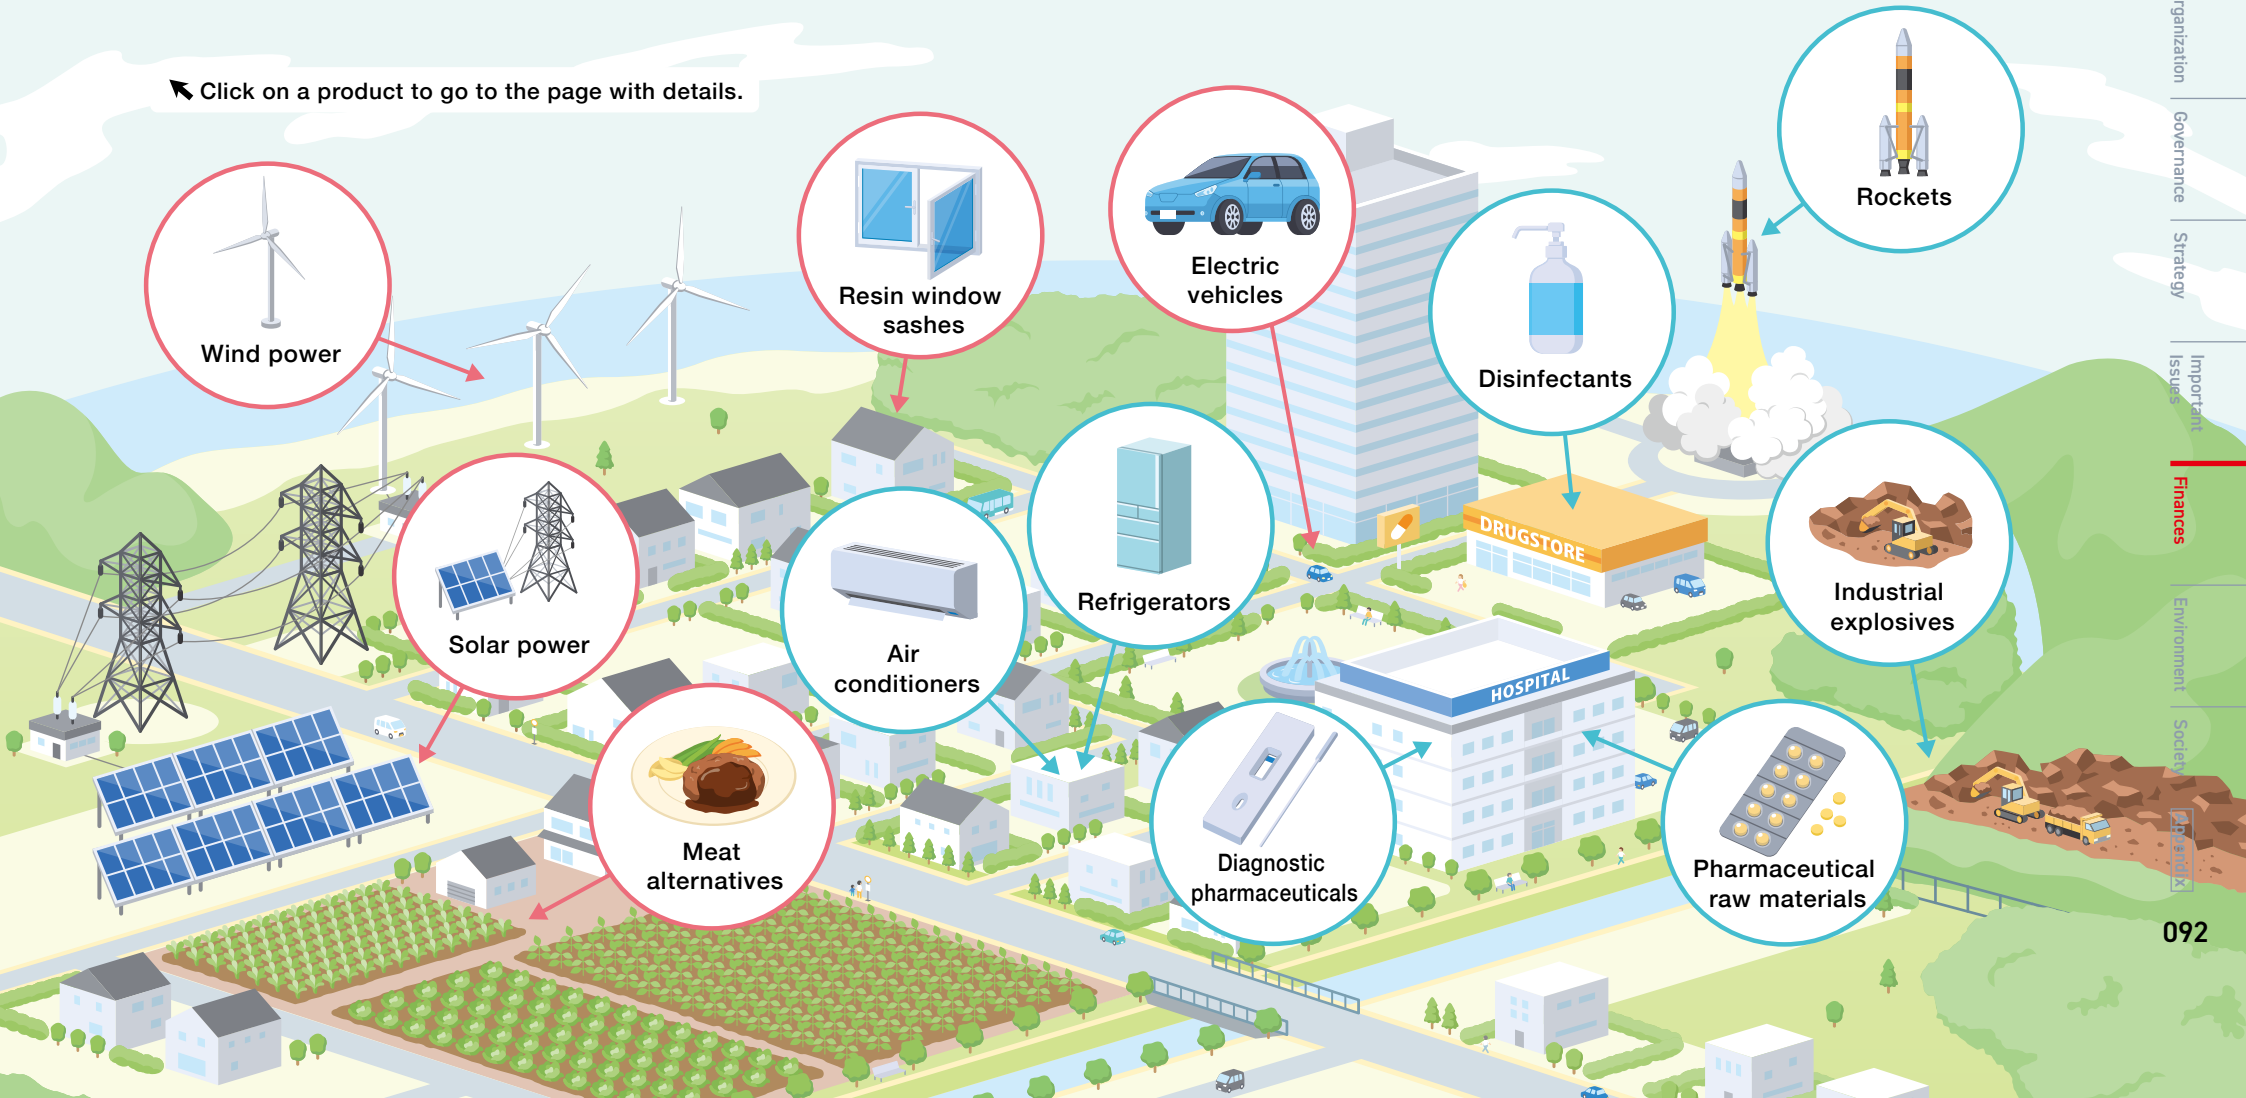 Click on a product to go to the page with details.
Wind power
Resin window
sashes
Electric
vehicles
Disinfectants
Rockets
Solar power
Air
conditioners
Refrigerators
DRUGSTORE
Industrial
explosives
Meat
alternatives
HOSPITAL
Diagnostic
pharmaceuticals
Pharmaceutical
raw materials
rganization
Governance
Strategy
Important
Issues
Finances
Environment
Society
Appendix
092